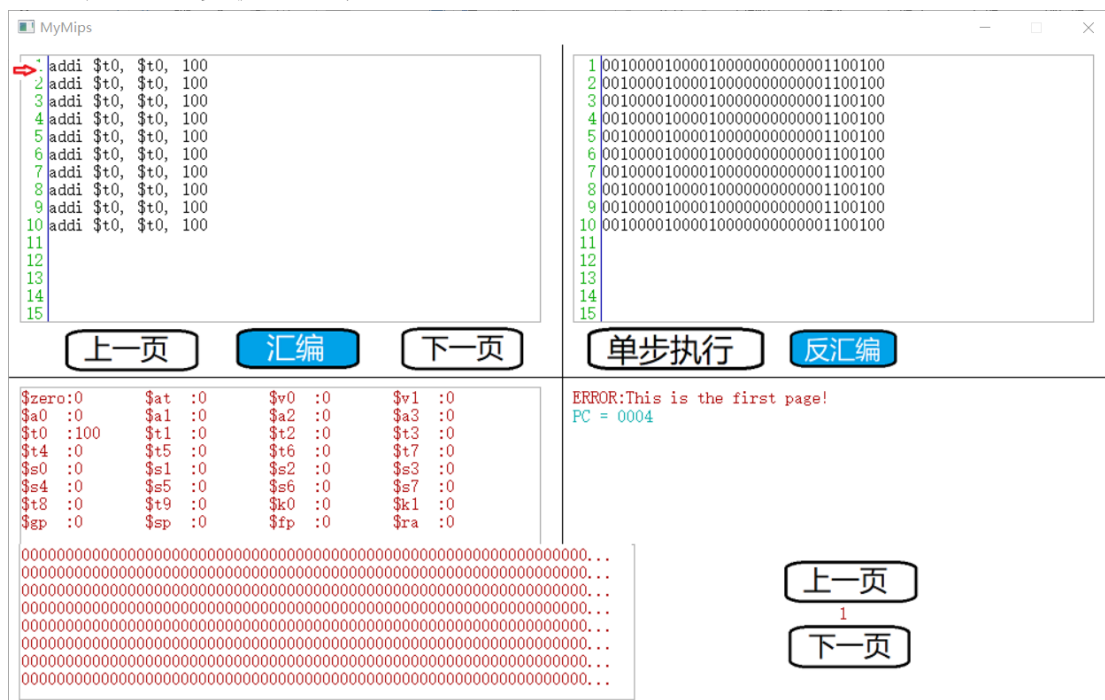 MyMips
1 addi $t0, $t0, 100
2 addi $t0, $t0, 100
3 addi $t0, $t0, 100
4 addi $t0, $t0, 100
5 addi $t0, $t0, 100
6 addi $t0, $t0, 100
7 addi $t0, $t0, 100
8 addi $t0, $t0, 100
9 addi $t0, $t0, 100
10 addi $t0, $t0, 100
11
12
13
14
15
上一页 汇编 下一页
1 00100001000010000000000001100100
2 00100001000010000000000001100100
3 00100001000010000000000001100100
4 00100001000010000000000001100100
5 00100001000010000000000001100100
6 00100001000010000000000001100100
7 00100001000010000000000001100100
8 00100001000010000000000001100100
9 00100001000010000000000001100100
10 00100001000010000000000001100100
11
12
13
14
15
单步执行 反汇编
$zero:0 $at :0 $v0 :0 $v1 :0
$a0 :0 $a1 :0 $a2 :0 $a3 :0
$t0 :100 $t1 :0 $t2 :0 $t3 :0
$t4 :0 $t5 :0 $t6 :0 $t7 :0
$s0 :0 $s1 :0 $s2 :0 $s3 :0
$s4 :0 $s5 :0 $s6 :0 $s7 :0
$t8 :0 $t9 :0 $k0 :0 $k1 :0
$gp :0 $sp :0 $fp :0 $ra :0
0000000000000000000000000000000000000000000000000000000000000000...
0000000000000000000000000000000000000000000000000000000000000000...
0000000000000000000000000000000000000000000000000000000000000000...
0000000000000000000000000000000000000000000000000000000000000000...
0000000000000000000000000000000000000000000000000000000000000000...
0000000000000000000000000000000000000000000000000000000000000000...
0000000000000000000000000000000000000000000000000000000000000000...
0000000000000000000000000000000000000000000000000000000000000000...
ERROR:This is the first page!
PC = 0004
上一页
1
下一页